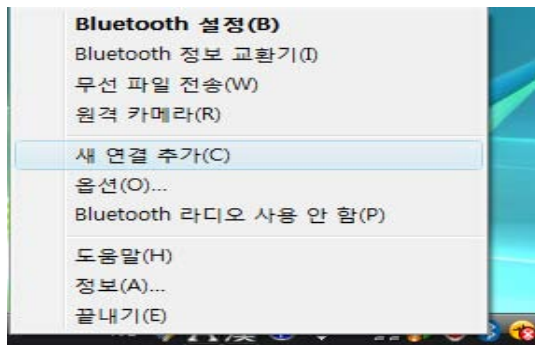 Bluetooth 설정(B)
Bluetooth 정보 교환기(I)
무선 파일 전송(W)
원격 카메라(R)
새 연결 추가(C)
옵션(O)...
Bluetooth 라디오 사용 안 함(P)
도움말(H)
정보(A)...
끝내기(E)